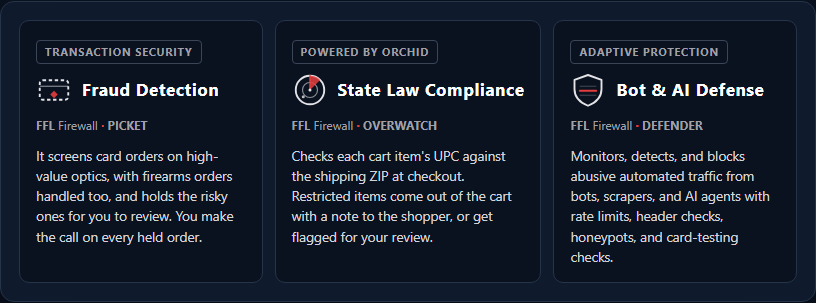 TRANSACTION SECURITY
Fraud Detection
FFL Firewall • PICKET
It screens card orders on high-
value optics, with firearms orders
handled too, and holds the risky
ones for you to review. You make
the call on every held order.
POWERED BY ORCHID
State Law Compliance
FFL Firewall • OVERWATCH
Checks each cart item's UPC against
the shipping ZIP at checkout.
Restricted items come out of the cart
with a note to the shopper, or get
flagged for your review.
ADAPTIVE PROTECTION
Bot & AI Defense
FFL Firewall • DEFENDER
Monitors, detects, and blocks
abusive automated traffic from
bots, scrapers, and AI agents with
rate limits, header checks,
honeypots, and card-testing
checks.